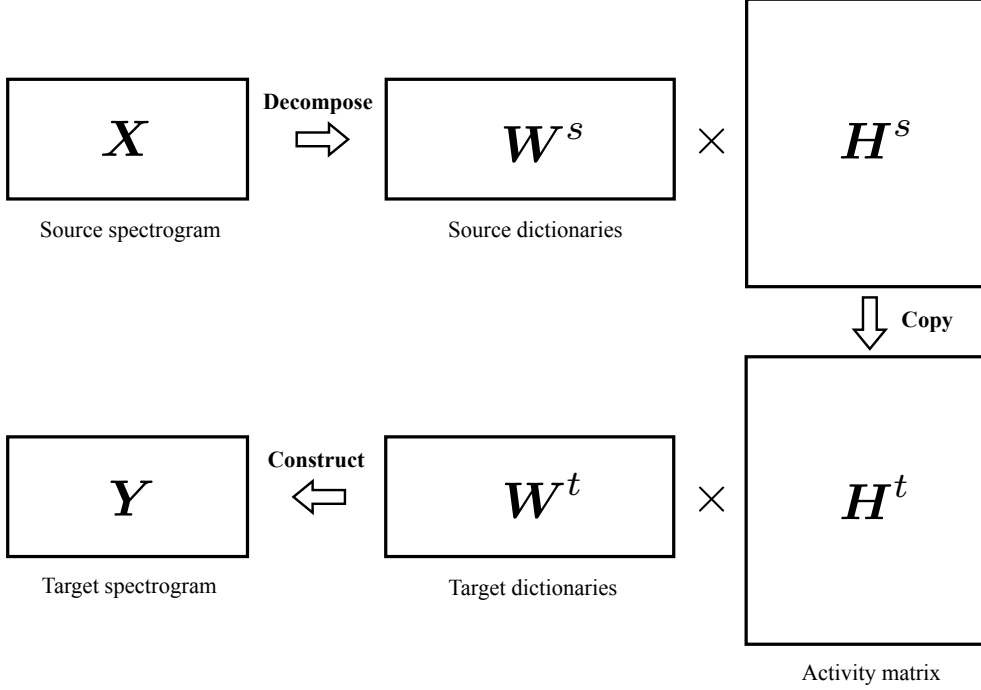 Decompose
X
W^s
×
H^s
Source spectrogram
Source dictionaries
Copy
Construct
Y
W^t
×
H^t
Target spectrogram
Target dictionaries
Activity matrix